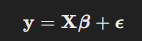 𝐲 = 𝐗𝜷 + 𝝐